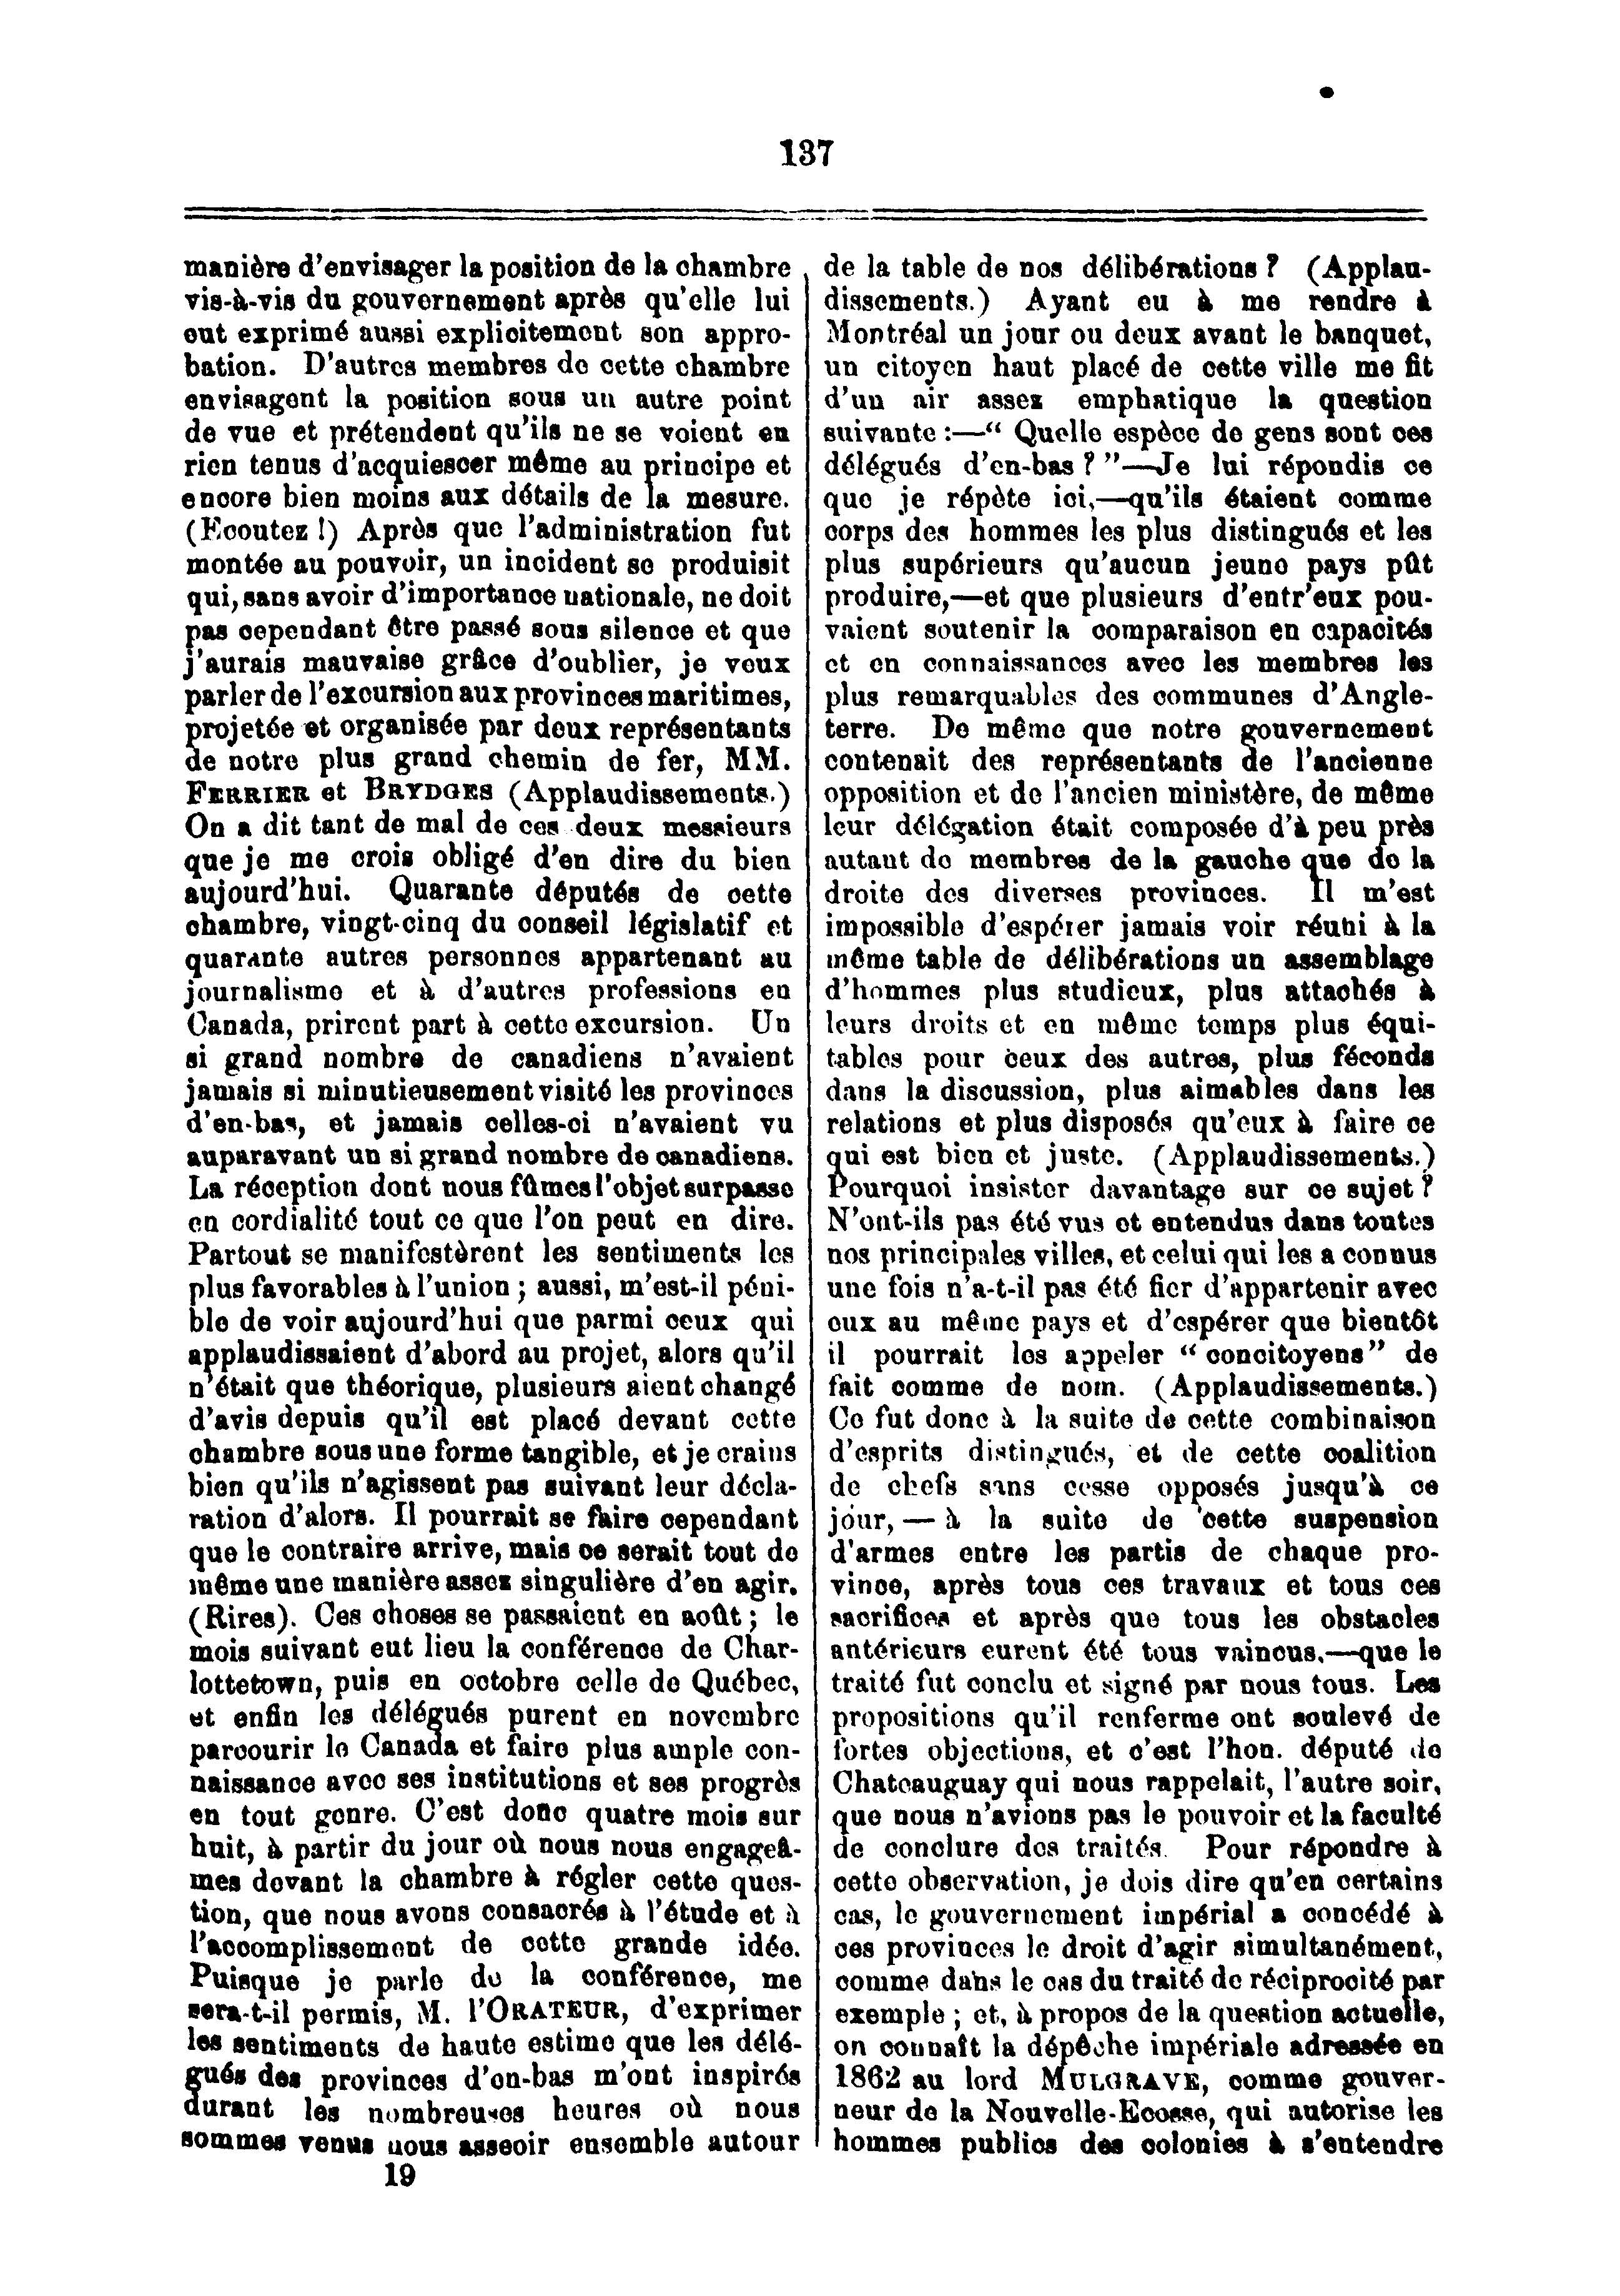 137
manière d'envisager la position de la chambre
vis-à-vis du gouvernement après qu'elle lui
eut exprimé aussi explicitement son appro-
bation. D'autres membres de cette chambre
envisagent la position sous un autre point
de vue et prétendent qu'ils ne se voient en
rien tenus d'acquiescer même au principe et
encore bien moins aux détails de la mesure.
(Ecoutez !) Après que l'administration fut
montée au pouvoir, un incident se produisit
qui, sans avoir d'importance nationale, ne doit
pas cependant être passé sous silence et que
j'aurais mauvaise grâce d'oublier, je veux
parler de l'excursion aux provinces maritimes,
projetée et organisée par deux représentants
de notre plus grand chemin de fer, MM.
FERRIER et BRYDGES (Applaudissements.)
On a dit tant de mal de ces deux messieurs
que je me crois obligé d'en dire du bien
aujourd'hui. Quarante députés de cette
chambre, vingt-cinq du conseil législatif et
quarante autres personnes appartenant au
journalisme et à d'autres professions en
Canada, prirent part à cette excursion. Un
si grand nombre de canadiens n'avaient
jamais si minutieusement visité les provinces
d'en-bas, et jamais celles-ci n'avaient vu
auparavant un si grand nombre de canadiens.
La réception dont nous fûmes l'objet surpasse
en cordialité tout ce que l'on peut en dire.
Partout se manifestèrent les sentiments les
plus favorables à l'union ; aussi, m'est-il péni-
ble de voir aujourd'hui que parmi ceux qui
applaudissaient d'abord au projet, alors qu'il
n'était que théorique, plusieurs aient changé
d'avis depuis qu'il est placé devant cette
chambre sous une forme tangible, et je crains
bien qu'ils n'agissent pas suivant leur décla-
ration d'alors. Il pourrait se faire cependant
que le contraire arrive, mais ce serait tout de
même une manière assez singulière d'en agir.
(Rires). Ces choses se passaient en août ; le
mois suivant eut lieu la conférence de Char-
lottetown, puis en octobre celle de Québec,
et enfin les délégués purent en novembre
parcourir le Canada et faire plus ample con-
naissance avec ses institutions et ses progrès
en tout genre. C'est donc quatre mois sur
huit, à partir du jour où nous nous engageâ-
mes devant la chambre à régler cette ques-
tion, que nous avons consacrés à l'étude et à
l'accomplissement de cette grande idée.
Puisque je parle de la conférence, me
sera-t-il permis, M. l'ORATEUR, d'exprimer
les sentiments de haute estime que les délé-
gués des provinces d'en-bas m'ont inspirés
durant les nombreuses heures où nous
sommes venus nous asseoir ensemble autour
19
de la table de nos délibérations ? (Applau-
dissements.) Ayant eu à me rendre à
Montréal un jour ou deux avant le banquet,
un citoyen haut placé de cette ville me fit
d'un air assez emphatique la question
suivante :—“ Quelle espèce de gens sont ces
délégués d'en-bas ? ”—Je lui répondis ce
que je répète ici,—qu'ils étaient comme
corps des hommes les plus distingués et les
plus supérieurs qu'aucun jeune pays pût
produire,—et que plusieurs d'entr'eux pou-
vaient soutenir la comparaison en capacités
et en connaissances avec les membres les
plus remarquables des communes d'Angle-
terre. De même que notre gouvernement
contenait des représentants de l'ancienne
opposition et de l'ancien ministère, de même
leur délégation était composée d'à peu près
autant de membres de la gauche que de la
droite des diverses provinces. Il m'est
impossible d'espérer jamais voir réuni à la
même table de délibérations un assemblage
d'hommes plus studieux, plus attachés à
leurs droits et en même temps plus équi-
tables pour ceux des autres, plus féconds
dans la discussion, plus aimables dans les
relations et plus disposés qu'eux à faire ce
qui est bien et juste. (Applaudissements.)
Pourquoi insister davantage sur ce sujet ?
N'ont-ils pas été vus et entendus dans toutes
nos principales villes, et celui qui les a connus
une fois n'a-t-il pas été fier d'appartenir avec
eux au même pays et d'espérer que bientôt
il pourrait les appeler “ concitoyens” de
fait comme de nom. (Applaudissements.)
Ce fut donc à la suite de cette combinaison
d'esprits distingués, et de cette coalition
de chefs sans cesse opposés jusqu'à ce
jour, — à la suite de cette suspension
d'armes entre les partis de chaque pro-
vince, après tous ces travaux et tous ces
sacrifices et après que tous les obstacles
antérieurs eurent été tous vaincus,—que le
traité fut conclu et signé par nous tous. Les
propositions qu'il renferme ont soulevé de
fortes objections, et c'est l'hon. député de
Chateauguay qui nous rappelait, l'autre soir,
que nous n'avions pas le pouvoir et la faculté
de conclure des traités. Pour répondre à
cette observation, je dois dire qu'en certains
cas, le gouvernement impérial a concédé à
ces provinces le droit d'agir simultanément,
comme dans le cas du traité de réciprocité par
exemple ; et, à propos de la question actuelle,
on connaît la dépêche impériale adressée en
1862 au lord MULGRAVE, comme gouver-
neur de la Nouvelle-Ecosse, qui autorise les
hommes publics des colonies à s'entendre